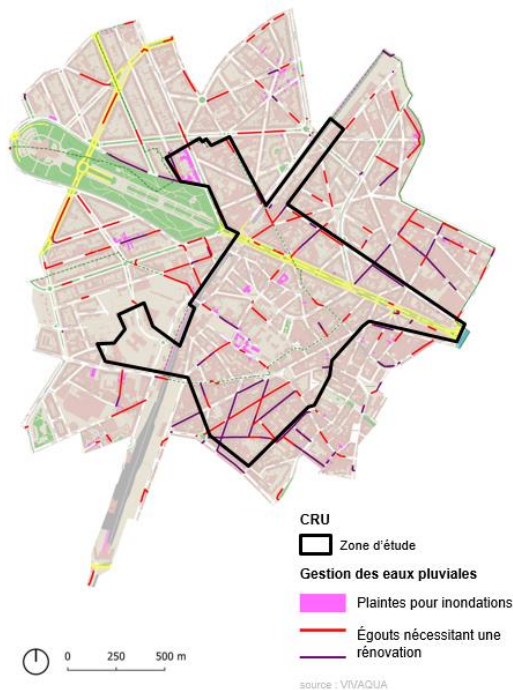 CRU
Zone d'étude
Gestion des eaux pluviales
Plaintes pour inondations
Égouts nécessitant une
rénovation
0 250 500 m
source : VIVAQUA